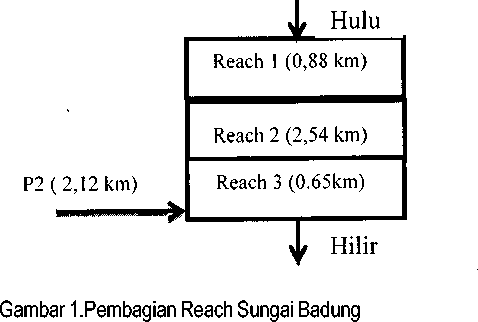 Hulu
Reach 1 (0,88 km)
Reach 2 (2,54 km)
P2 ( 2,12 km)
Reach 3 (0.65km)
Hilir
Gambar 1.Pembagian Reach Sungai Badung